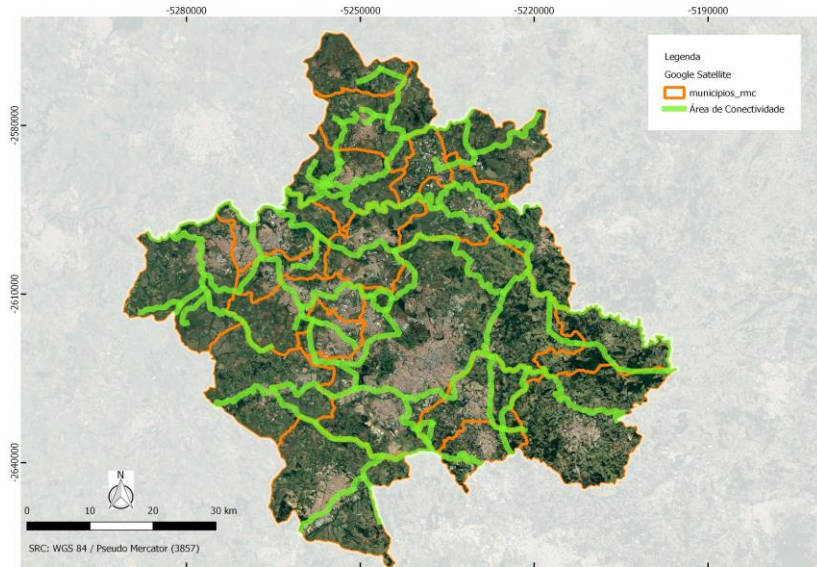 -5280000 -5250000 -5220000 -5190000
Legenda
Google Satellite
municipios_rmc
Área de Conectividade
-2580000
-2610000
-2640000
N
0 10 20 30 km
SRC: WGS 84 / Pseudo Mercator (3857)